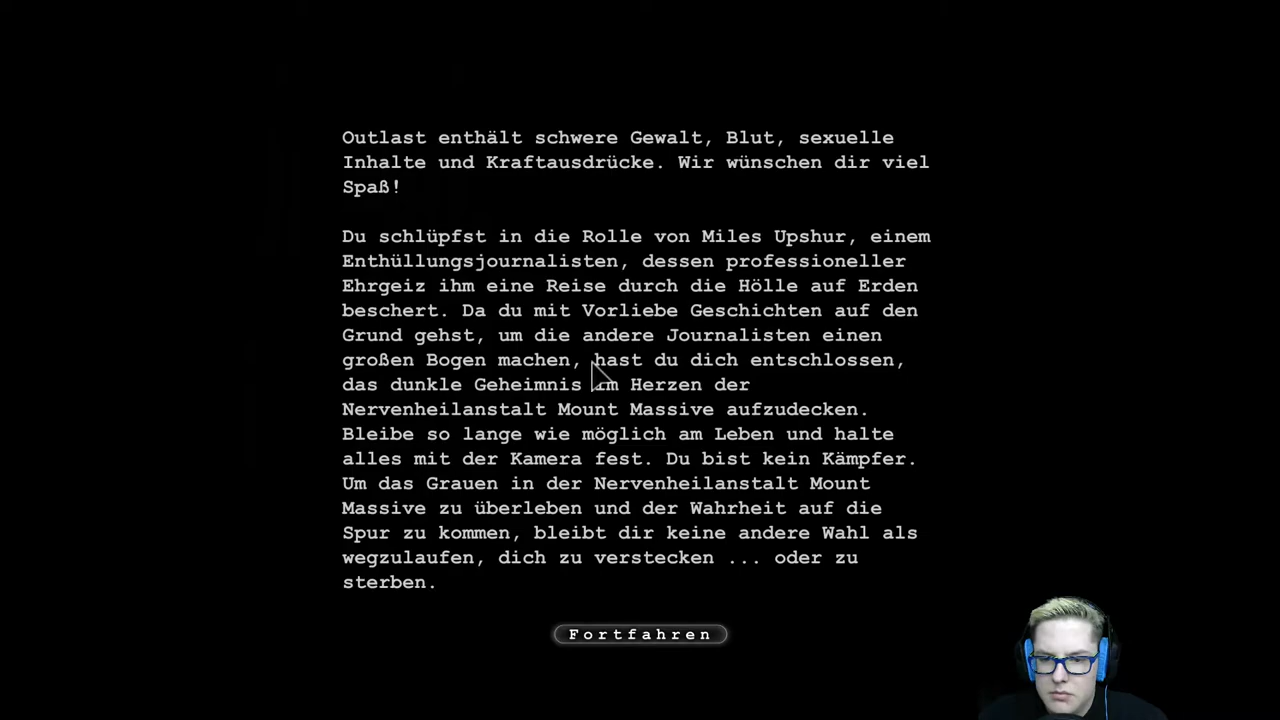 Outlast enthält schwere Gewalt, Blut, sexuelle
Inhalte und Kraftausdrücke. Wir wünschen dir viel
Spaß!
Du schlüpfst in die Rolle von Miles Upshur, einem
Enthüllungsjournalisten, dessen professioneller
Ehrgeiz ihm eine Reise durch die Hölle auf Erden
beschert. Da du mit Vorliebe Geschichten auf den
Grund gehst, um die andere Journalisten einen
großen Bogen machen, hast du dich entschlossen,
das dunkle Geheimnis im Herzen der
Nervenheilanstalt Mount Massive aufzudecken.
Bleibe so lange wie möglich am Leben und halte
alles mit der Kamera fest. Du bist kein Kämpfer.
Um das Grauen in der Nervenheilanstalt Mount
Massive zu überleben und der Wahrheit auf die
Spur zu kommen, bleibt dir keine andere Wahl als
wegzulaufen, dich zu verstecken ... oder zu
sterben.
Fortfahren